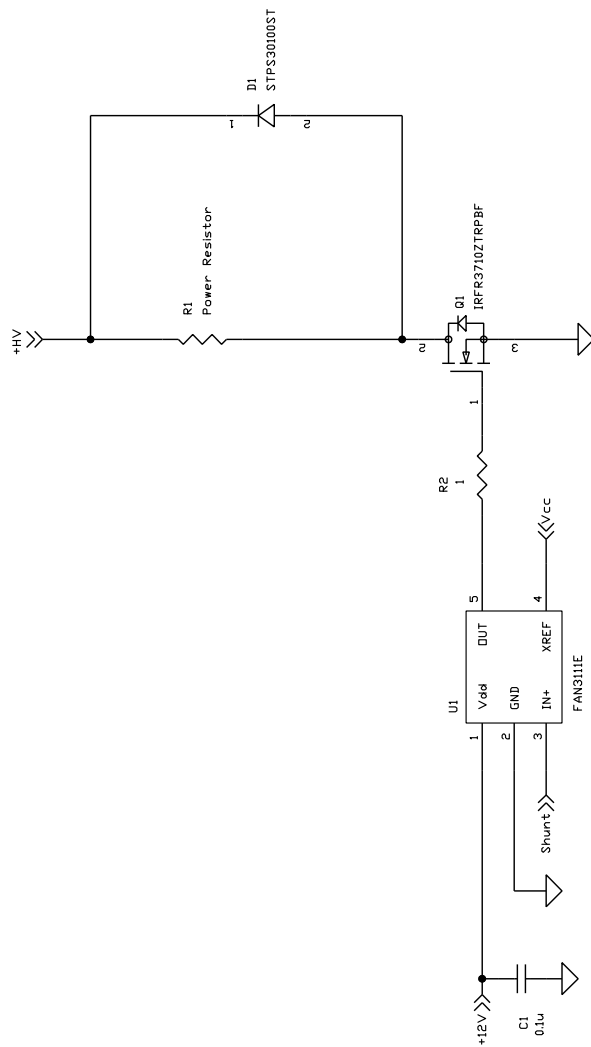 +HV
D1
STPS30100ST
1
2
R1
Power Resistor
2
Q1
IRFR3710ZTRPBF
3
1
R2
1
Vcc
5
4
OUT
XREF
U1
Vdd
GND
IN+
FAN3111E
1
2
3
Shunt
+12V
C1
0.1u